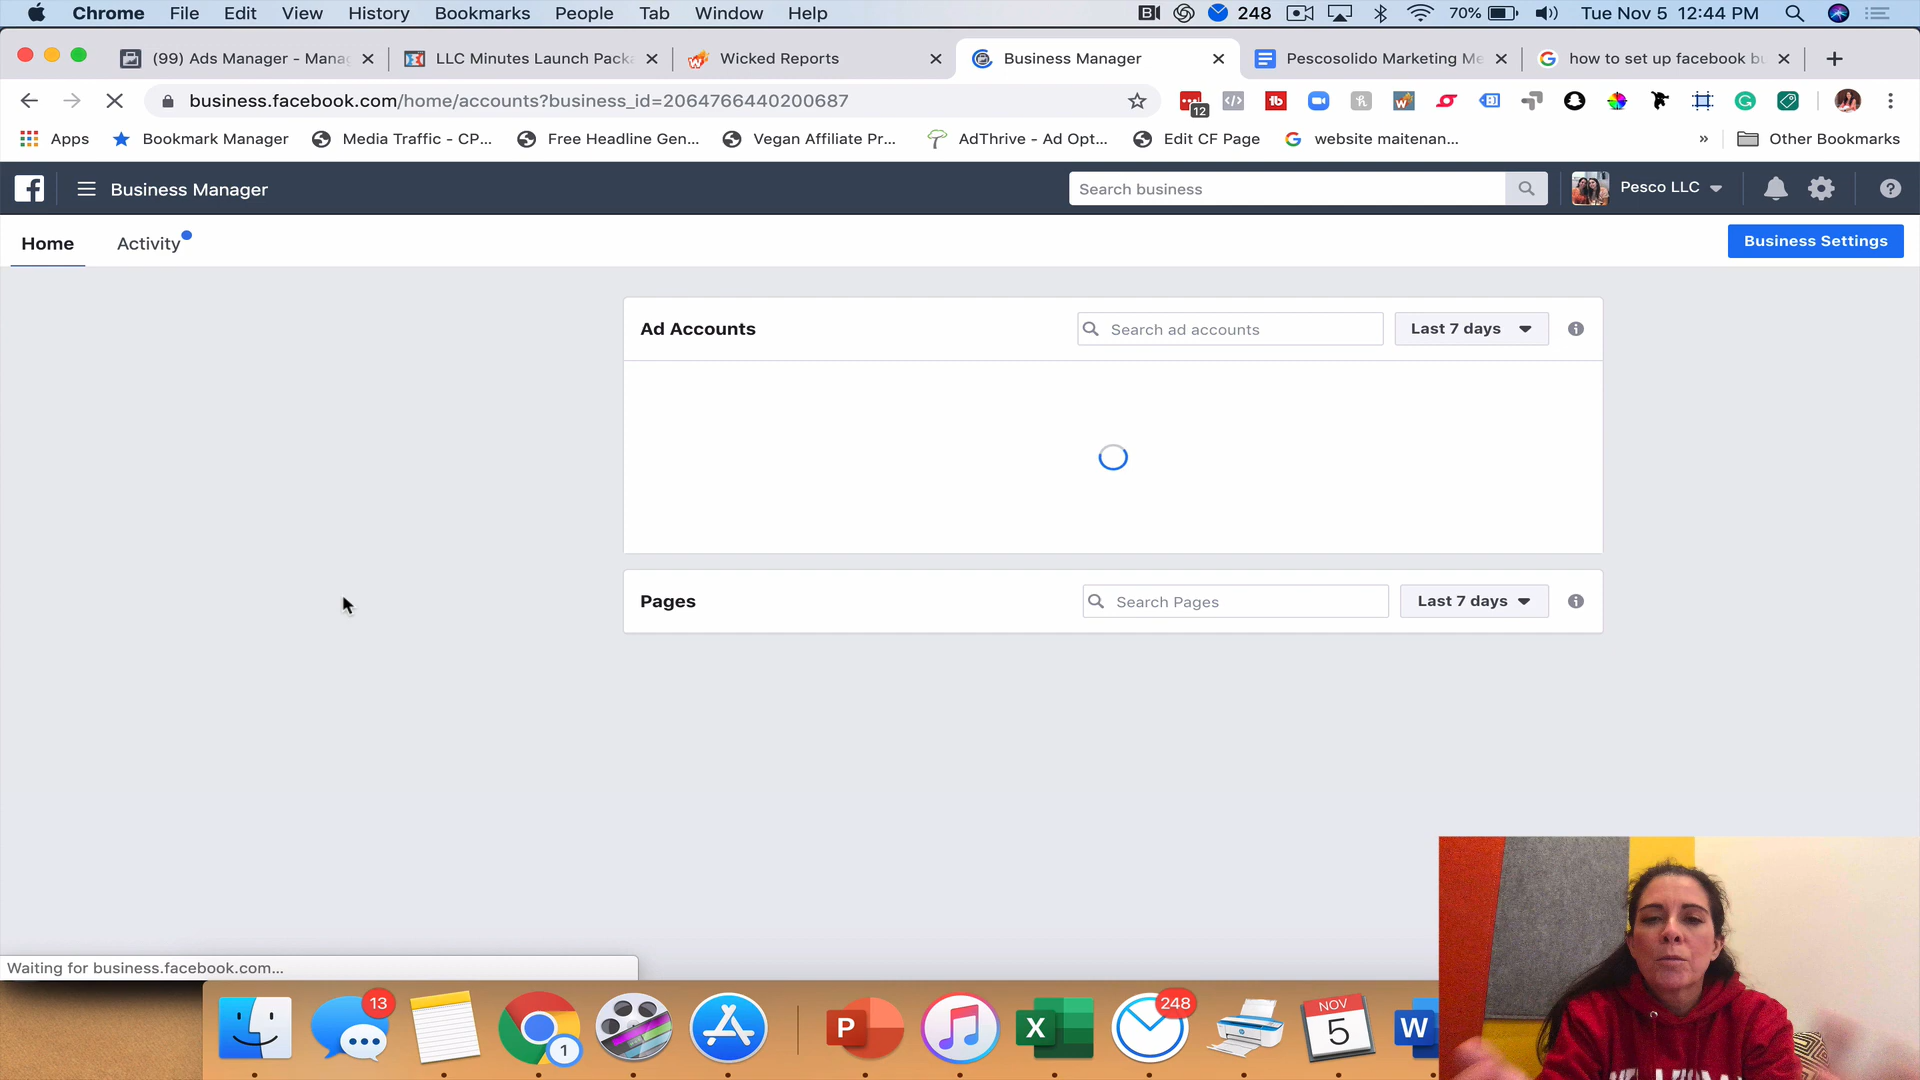 Chrome File Edit View History Bookmarks People Tab Window Help 248 70% Tue Nov 5 12:44 PM
(99) Ads Manager - Mana LLC Minutes Launch Pack Wicked Reports Business Manager Pescosolido Marketing Me how to set up facebook bu
business.facebook.com/home/accounts?business_id=2064766440200687 12
Apps Bookmark Manager Media Traffic - CP... Free Headline Gen... Vegan Affiliate Pr... AdThrive - Ad Opt... Edit CF Page website maitenan... » Other Bookmarks
Business Manager Search business Pesco LLC
Home Activity Business Settings
Ad Accounts Search ad accounts Last 7 days
Pages Search Pages Last 7 days
Waiting for business.facebook.com...
13 1 P X 248 NOV 5 W